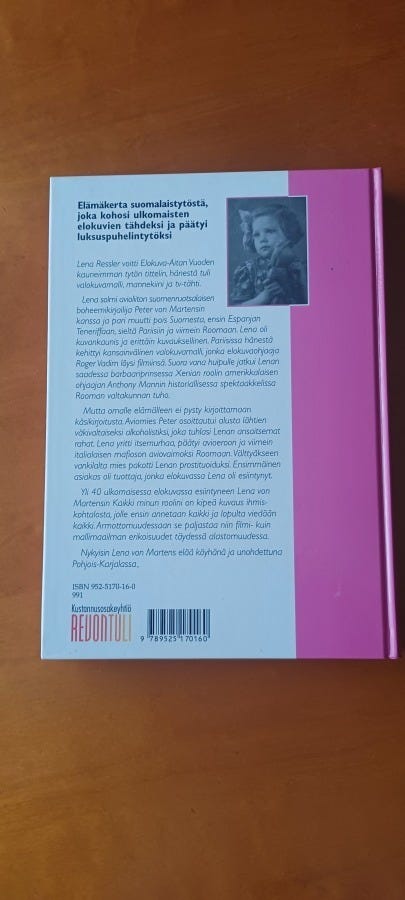 Elämäkerta suomalaistytöstä,
joka kohosi ulkomaisten
elokuvien tähdeksi ja päätyi
luksuspuhelintytöksi
Lena Ressler voitti Elokuva-Aitan Vuoden
kauneimman tytön tittelin, hänestä tuli
valokuvamalli, mannekiini ja tv-tähti.
Lena solmi avioliiton suomenruotsalaisen
boheemikirjailija Peter von Martensin
kanssa ja pari muutti pois Suomesta, ensin Espanjan
Teneriffaan, sieltä Pariisiin ja viimein Roomaan. Lena oli
kuvankaunis ja erittäin kuvauksellinen. Pariisissa hänestä
kehittyi kansainvälinen valokuvamalli, jonka elokuvaohjaaja
Roger Vadim löysi filmiinsä. Suora vana huipulle jatkui Lenan
saadessa barbaariprinsessa Xenian roolin amerikkalaisen
ohjaajan Anthony Mannin historiallisessa spektaakkelissa
Rooman valtakunnan tuho.
Mutta omalle elämälleen ei pysty kirjoittamaan
käsikirjoitusta. Aviomies Peter osoittautui alusta lähtien
väkivaltaiseksi alkoholistiksi, joka tuhlasi Lenan ansaitsemat
rahat. Lena yritti itsemurhaa, päätyi avioeroon ja viimein
italialaisen mafioson aviovaimoksi Roomaan. Välttyäkseen
vankilalta mies pakotti Lenan prostituoiduksi. Ensimmäinen
asiakas oli tuottaja, jonka elokuvassa Lena oli esiintynyt.
Yli 40 ulkomaisessa elokuvassa esiintyneen Lena von
Martensin Kaikki minun roolini on kipeä kuvaus ihmis-
kohtalosta, jolle ensin annetaan kaikki ja lopulta viedään
kaikki. Armottomuudessaan se paljastaa niin filmi- kuin
mallimaailman erikoisuudet täydessä alastomuudessa.
Nykyisin Lena von Martens elää köyhänä ja unohdettuna
Pohjois-Karjalassa.
ISBN 952-5170-16-0
991
Kustannusosakeyhtiö
REVONTULI
9 789525 170160